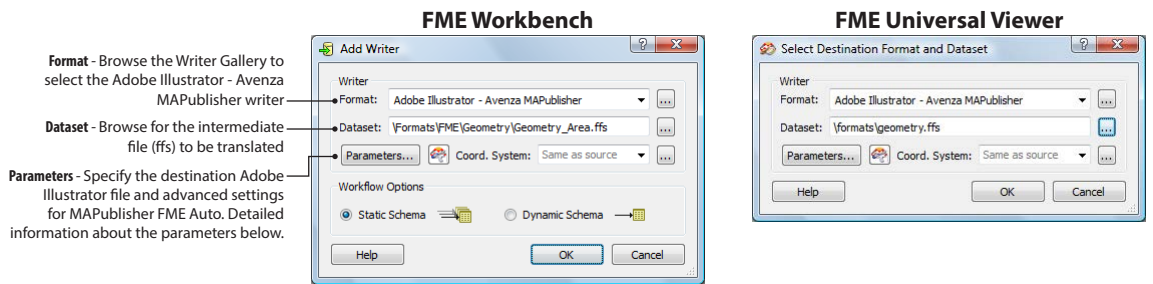 FME Workbench
FME Universal Viewer
Format - Browse the Writer Gallery to
select the Adobe Illustrator - Avenza
MAPublisher writer
Dataset - Browse for the intermediate
file (ffs) to be translated
Parameters - Specify the destination Adobe
Illustrator file and advanced settings
for MAPublisher FME Auto. Detailed
information about the parameters below.
Add Writer
Writer
Format: Adobe Illustrator - Avenza MAPublisher ...
Dataset: \Formats\FME\Geometry\Geometry_Area.ffs ...
Parameters... Coord. System: Same as source ...
Workflow Options
Static Schema Dynamic Schema
Help OK Cancel
Select Destination Format and Dataset
Writer
Format: Adobe Illustrator - Avenza MAPublisher ...
Dataset: \formats\geometry.ffs ...
Parameters... Coord. System: Same as source ...
Help OK Cancel